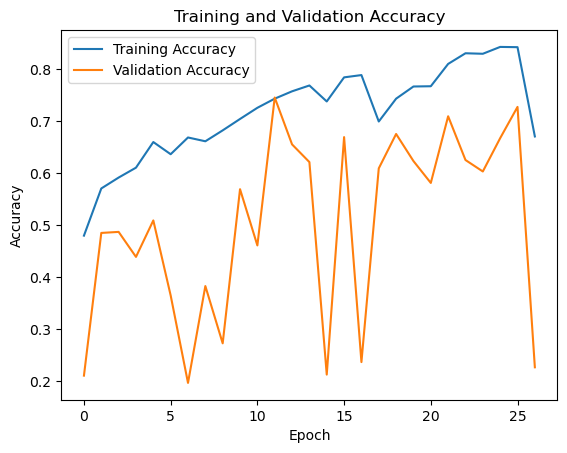 Training and Validation Accuracy
Training Accuracy
Validation Accuracy
0.8
0.7
0.6
0.5
0.4
0.3
0.2
Accuracy
0
5
10
15
20
25
Epoch